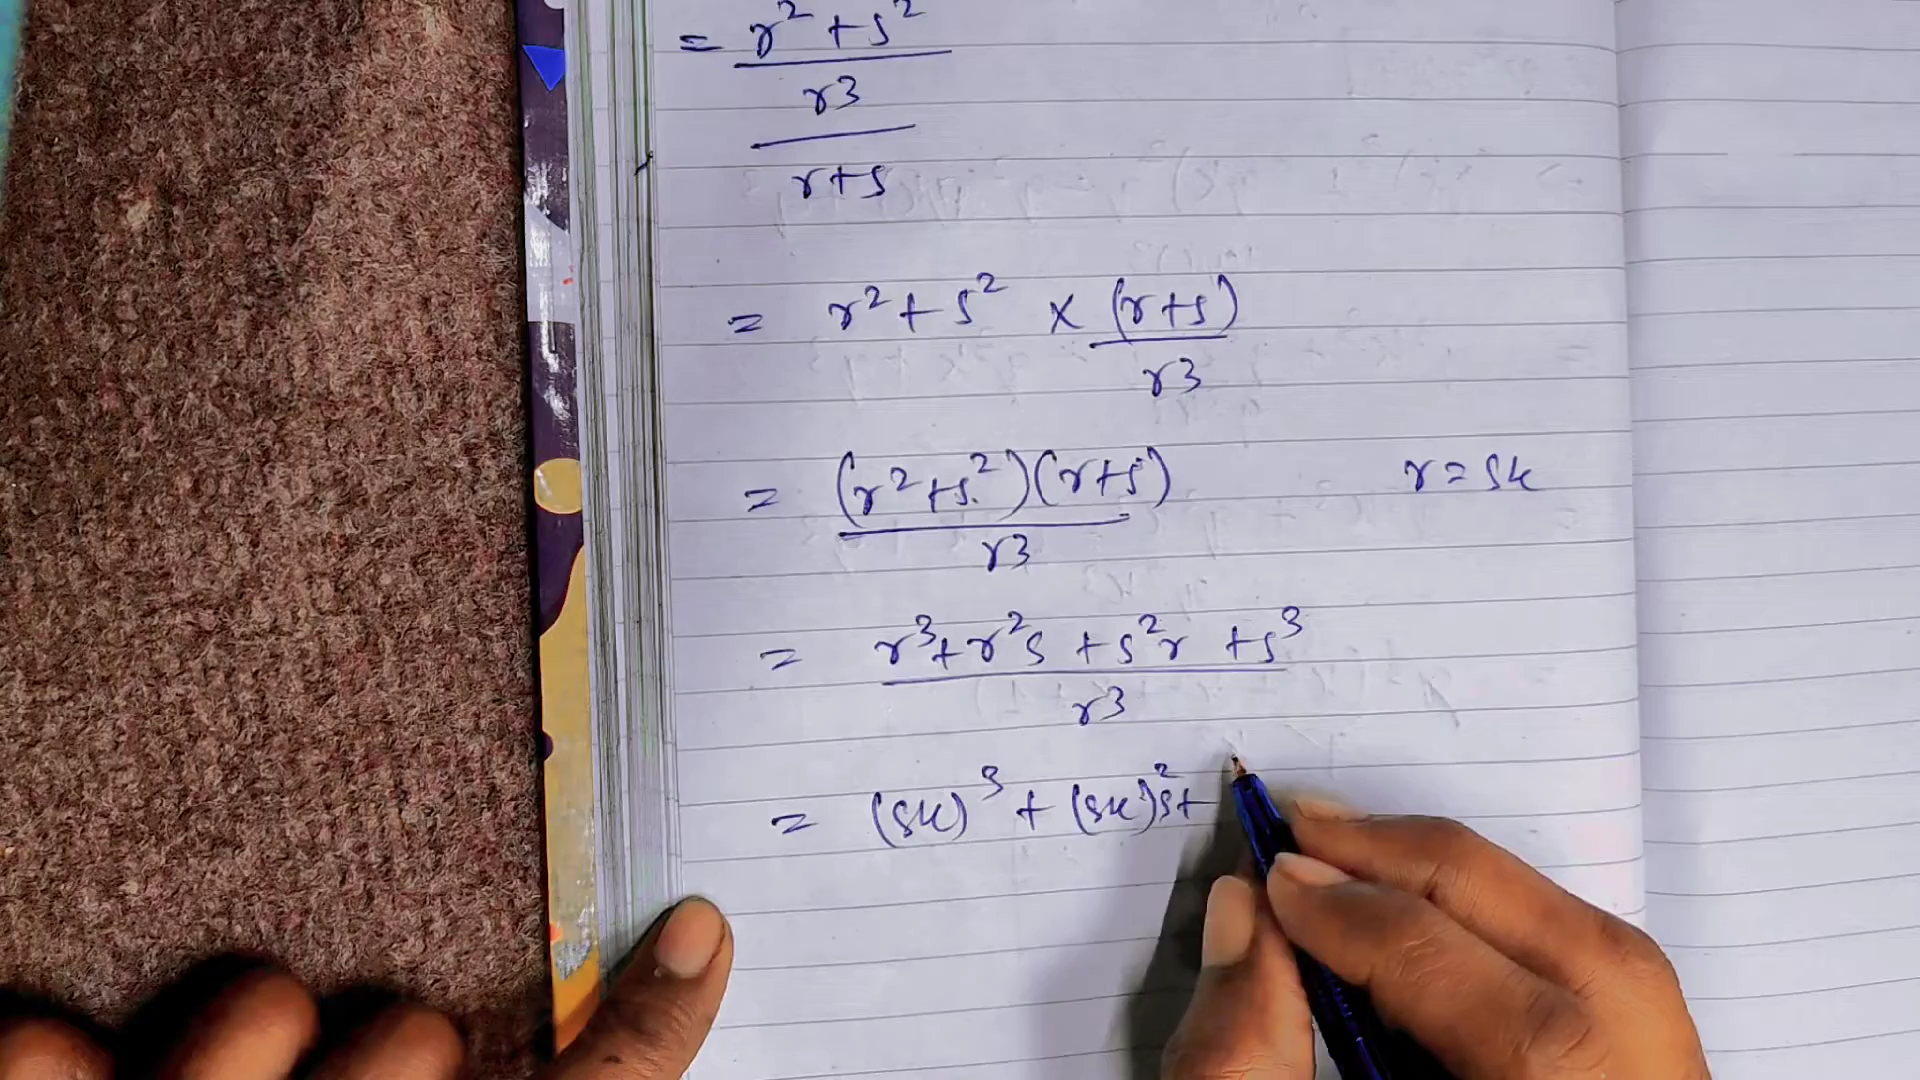 = r² + s²
r3
r+s
= r² + s² × (r+s)
r3
= (r²+s²)(r+s) r = sk
r3
= r³+r²s +s²r +s³
r3
= (sk)³ + (sk)²s+